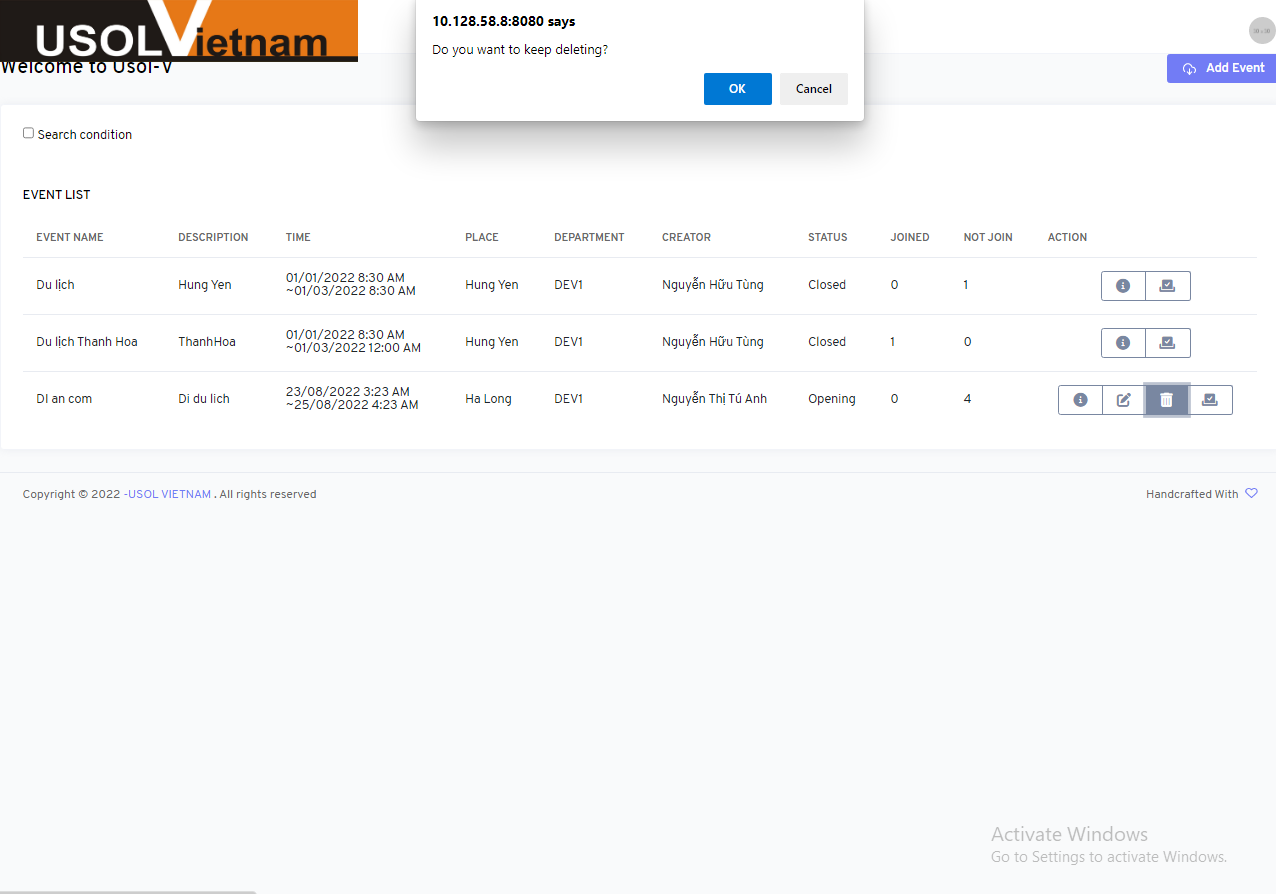 10.128.58.8:8080 says
Do you want to keep deleting?
OK Cancel
USOLVietnam
Welcome to Usol-V
Add Event
Search condition
EVENT LIST
EVENT NAME DESCRIPTION TIME PLACE DEPARTMENT CREATOR STATUS JOINED NOT JOIN ACTION
Du lịch Hung Yen 01/01/2022 8:30 AM ~01/03/2022 8:30 AM Hung Yen DEV1 Nguyễn Hữu Tùng Closed 0 1
Du lịch Thanh Hoa ThanhHoa 01/01/2022 8:30 AM ~01/03/2022 12:00 AM Hung Yen DEV1 Nguyễn Hữu Tùng Closed 1 0
DI an com Di du lich 23/08/2022 3:23 AM ~25/08/2022 4:23 AM Ha Long DEV1 Nguyễn Thị Tú Anh Opening 0 4
Copyright © 2022 -USOL VIETNAM . All rights reserved
Handcrafted With
Activate Windows
Go to Settings to activate Windows.